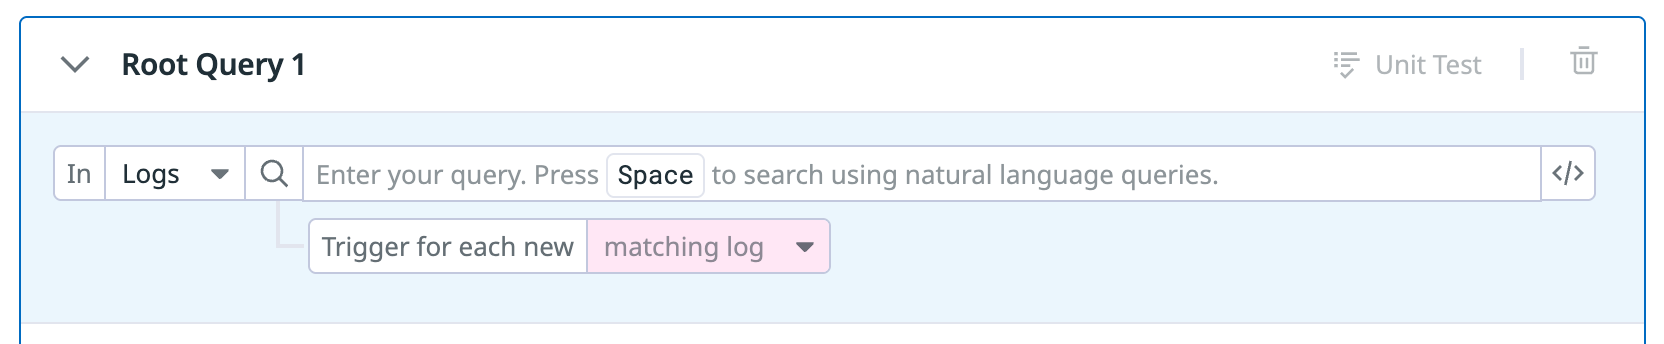 Root Query 1
Unit Test
In Logs Enter your query. Press Space to search using natural language queries. </>
Trigger for each new matching log